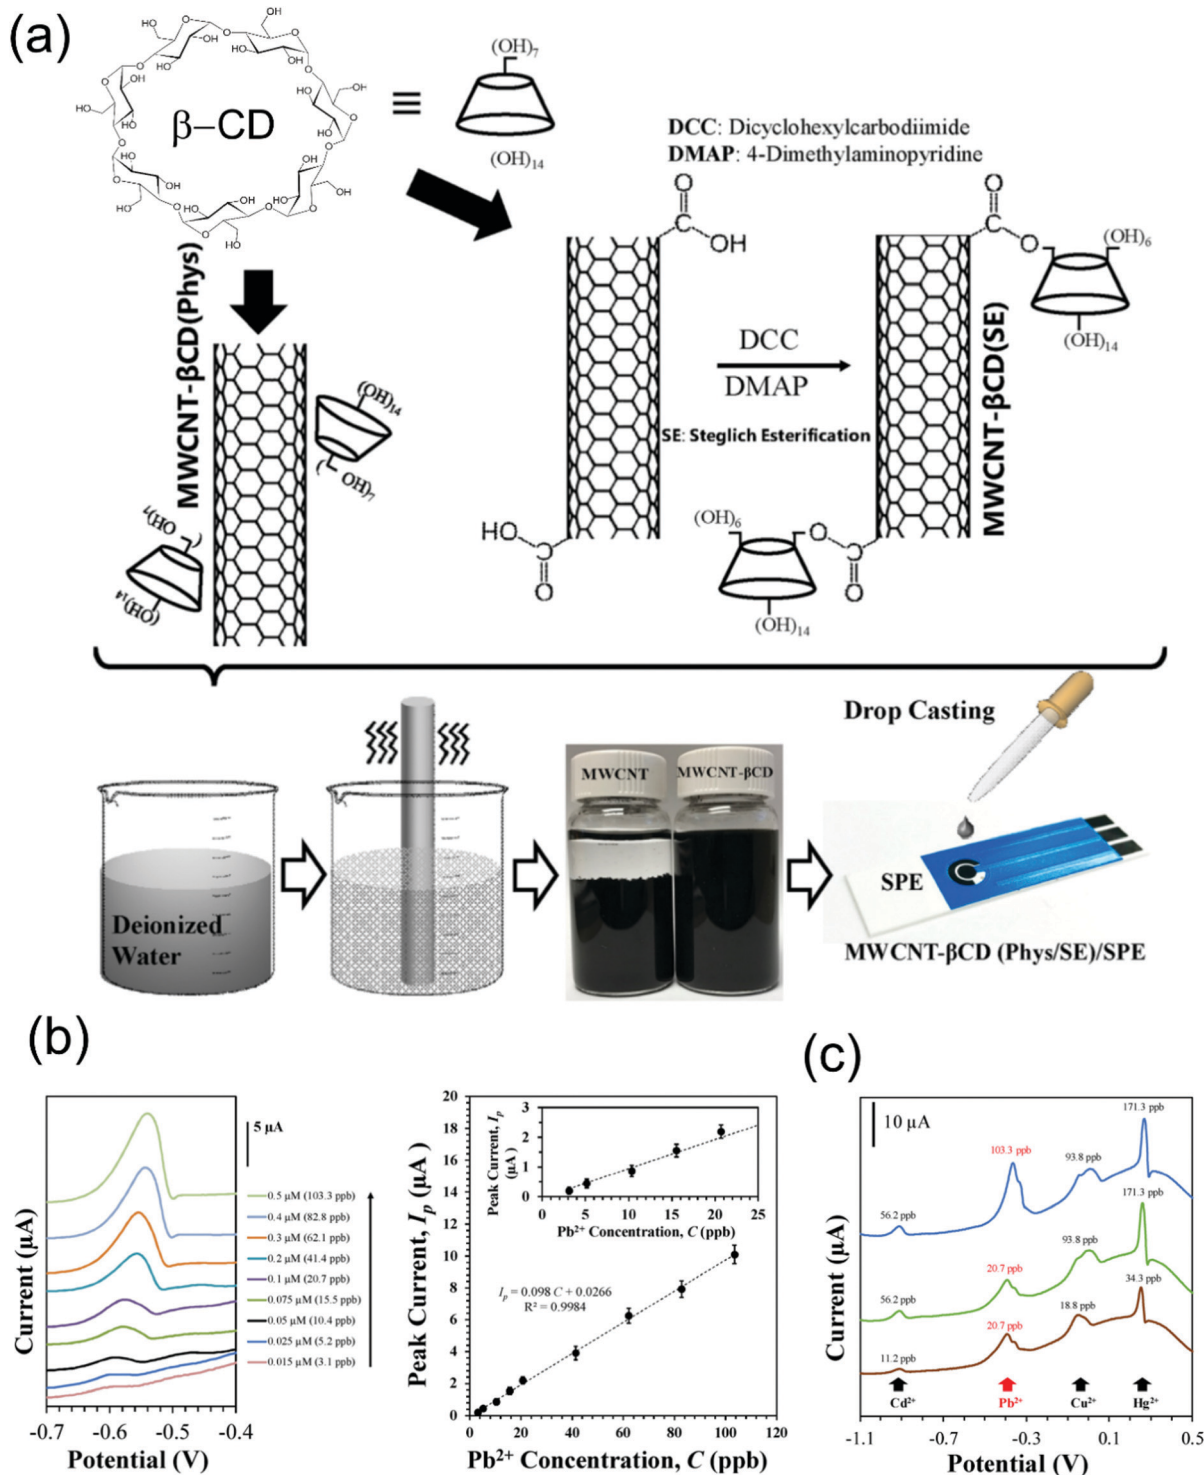 (a)
β–CD
≡
(OH)7
(OH)14
DCC: Dicyclohexylcarbodiimide
DMAP: 4-Dimethylaminopyridine
MWCNT-βCD(Phys)
(OH)14
OH)7
OH)7
(OH)14
O
C
OH
HO
C
O
DCC
DMAP
SE: Steglich Esterification
O
C
O
(OH)6
(OH)14
MWCNT-βCD(SE)
(OH)6
O
C
O
(OH)14
Deionized
Water
MWCNT
MWCNT-βCD
Drop Casting
SPE
MWCNT-βCD (Phys/SE)/SPE
(b)
Current (µA)
5 µA
0.5 µM (103.3 ppb)
0.4 µM (82.8 ppb)
0.3 µM (62.1 ppb)
0.2 µM (41.4 ppb)
0.1 µM (20.7 ppb)
0.075 µM (15.5 ppb)
0.05 µM (10.4 ppb)
0.025 µM (5.2 ppb)
0.015 µM (3.1 ppb)
-0.7 -0.6 -0.5 -0.4
Potential (V)
Peak Current, Ip (µA)
20
18
16
14
12
10
8
6
4
2
0
Peak Current, Ip
(µA)
3
2
1
0
0 5 10 15 20 25
Pb2+ Concentration, C (ppb)
Ip = 0.098 C + 0.0266
R² = 0.9984
0 20 40 60 80 100 120
Pb2+ Concentration, C (ppb)
(c)
Current (µA)
10 µA
56.2 ppb
103.3 ppb
93.8 ppb
171.3 ppb
56.2 ppb
20.7 ppb
93.8 ppb
171.3 ppb
11.2 ppb
20.7 ppb
18.8 ppb
34.3 ppb
Cd2+
Pb2+
Cu2+
Hg2+
-1.1 -0.7 -0.3 0.1 0.5
Potential (V)